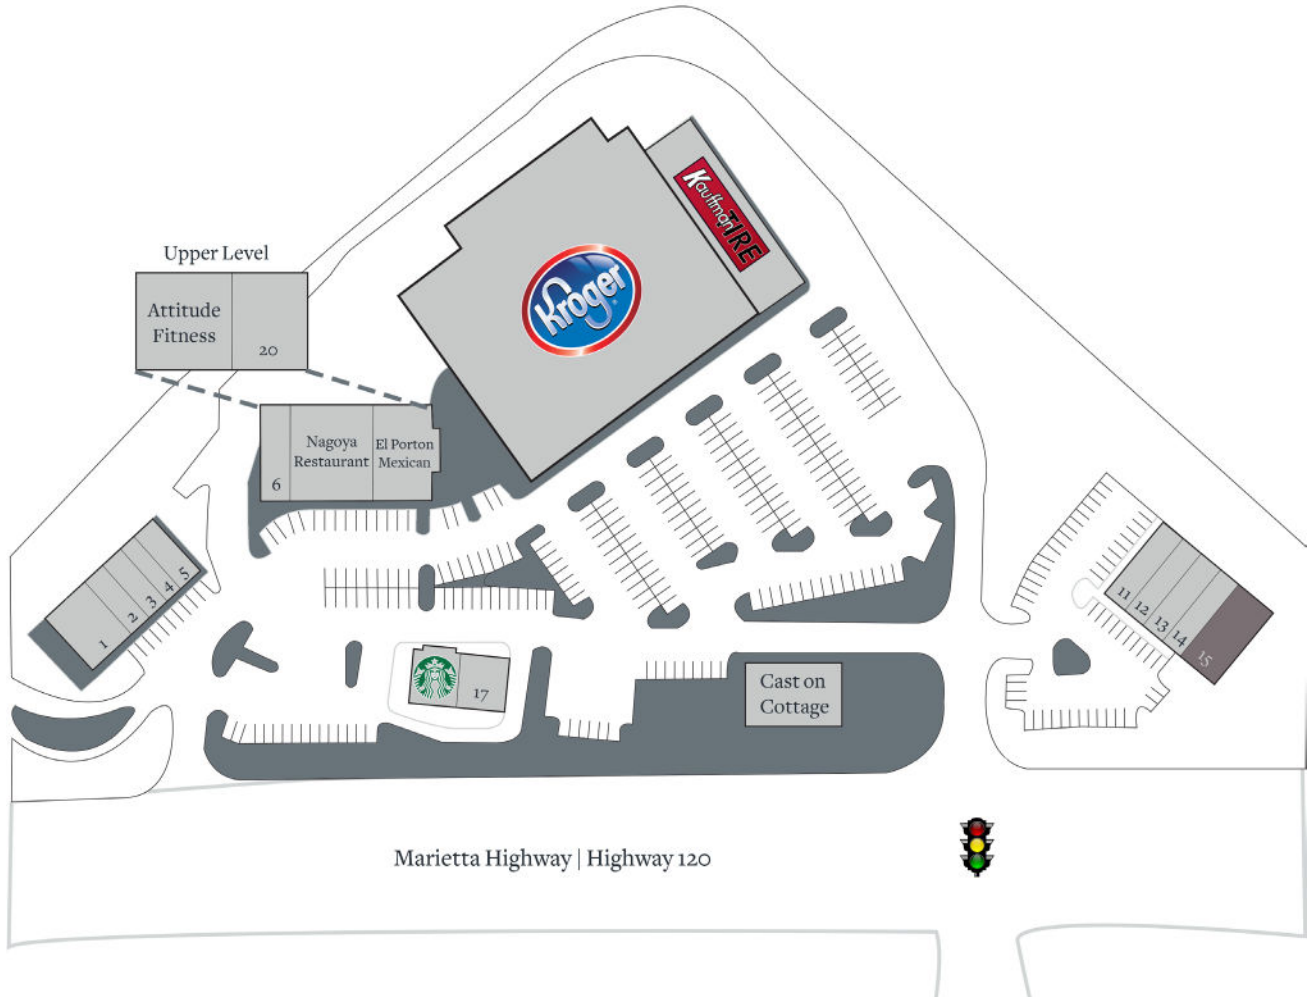 Kauffman
TIRE
Upper Level
Kroger
Attitude
Fitness
20
Nagoya
Restaurant
El Porton
Mexican
6
1
2
3
4
5
11
12
13
14
15
17
Cast on
Cottage
Marietta Highway | Highway 120